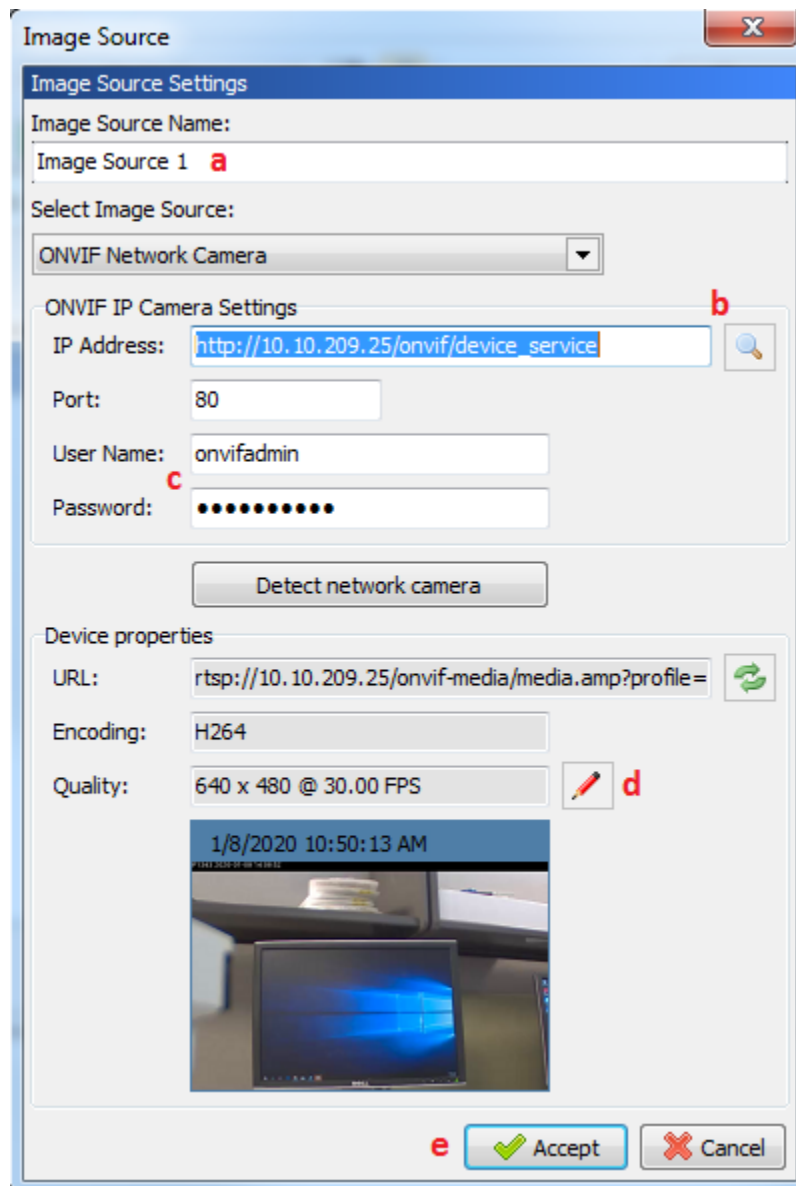 Image Source
Image Source Settings
Image Source Name:
Image Source 1 a
Select Image Source:
ONVIF Network Camera
ONVIF IP Camera Settings b
IP Address: http://10.10.209.25/onvif/device_service
Port: 80
User Name: onvifadmin
c
Password: ●●●●●●●●●●
Detect network camera
Device properties
URL: rtsp://10.10.209.25/onvif-media/media.amp?profile=
Encoding: H264
Quality: 640 x 480 @ 30.00 FPS d
1/8/2020 10:50:13 AM
DELL
e Accept Cancel